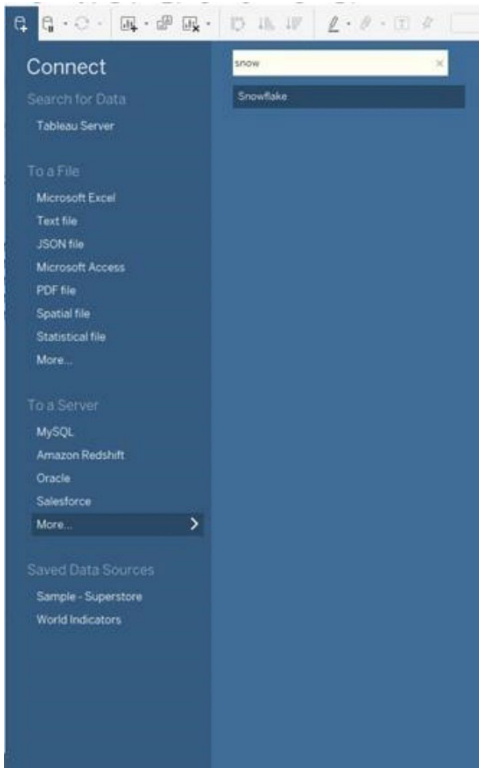 Connect
snow
Snowflake
Search for Data
Tableau Server
To a File
Microsoft Excel
Text file
JSON file
Microsoft Access
PDF file
Spatial file
Statistical file
More...
To a Server
MySQL
Amazon Redshift
Oracle
Salesforce
More...
Saved Data Sources
Sample - Superstore
World Indicators